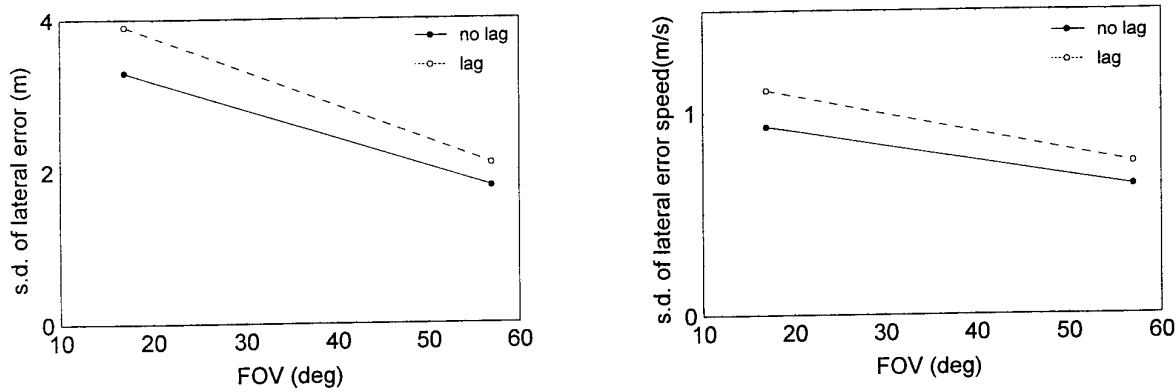 4
2
0
s.d. of lateral error (m)
no lag
lag
10 20 30 40 50 60
FOV (deg)
1
0
s.d. of lateral error speed(m/s)
no lag
lag
10 20 30 40 50 60
FOV (deg)